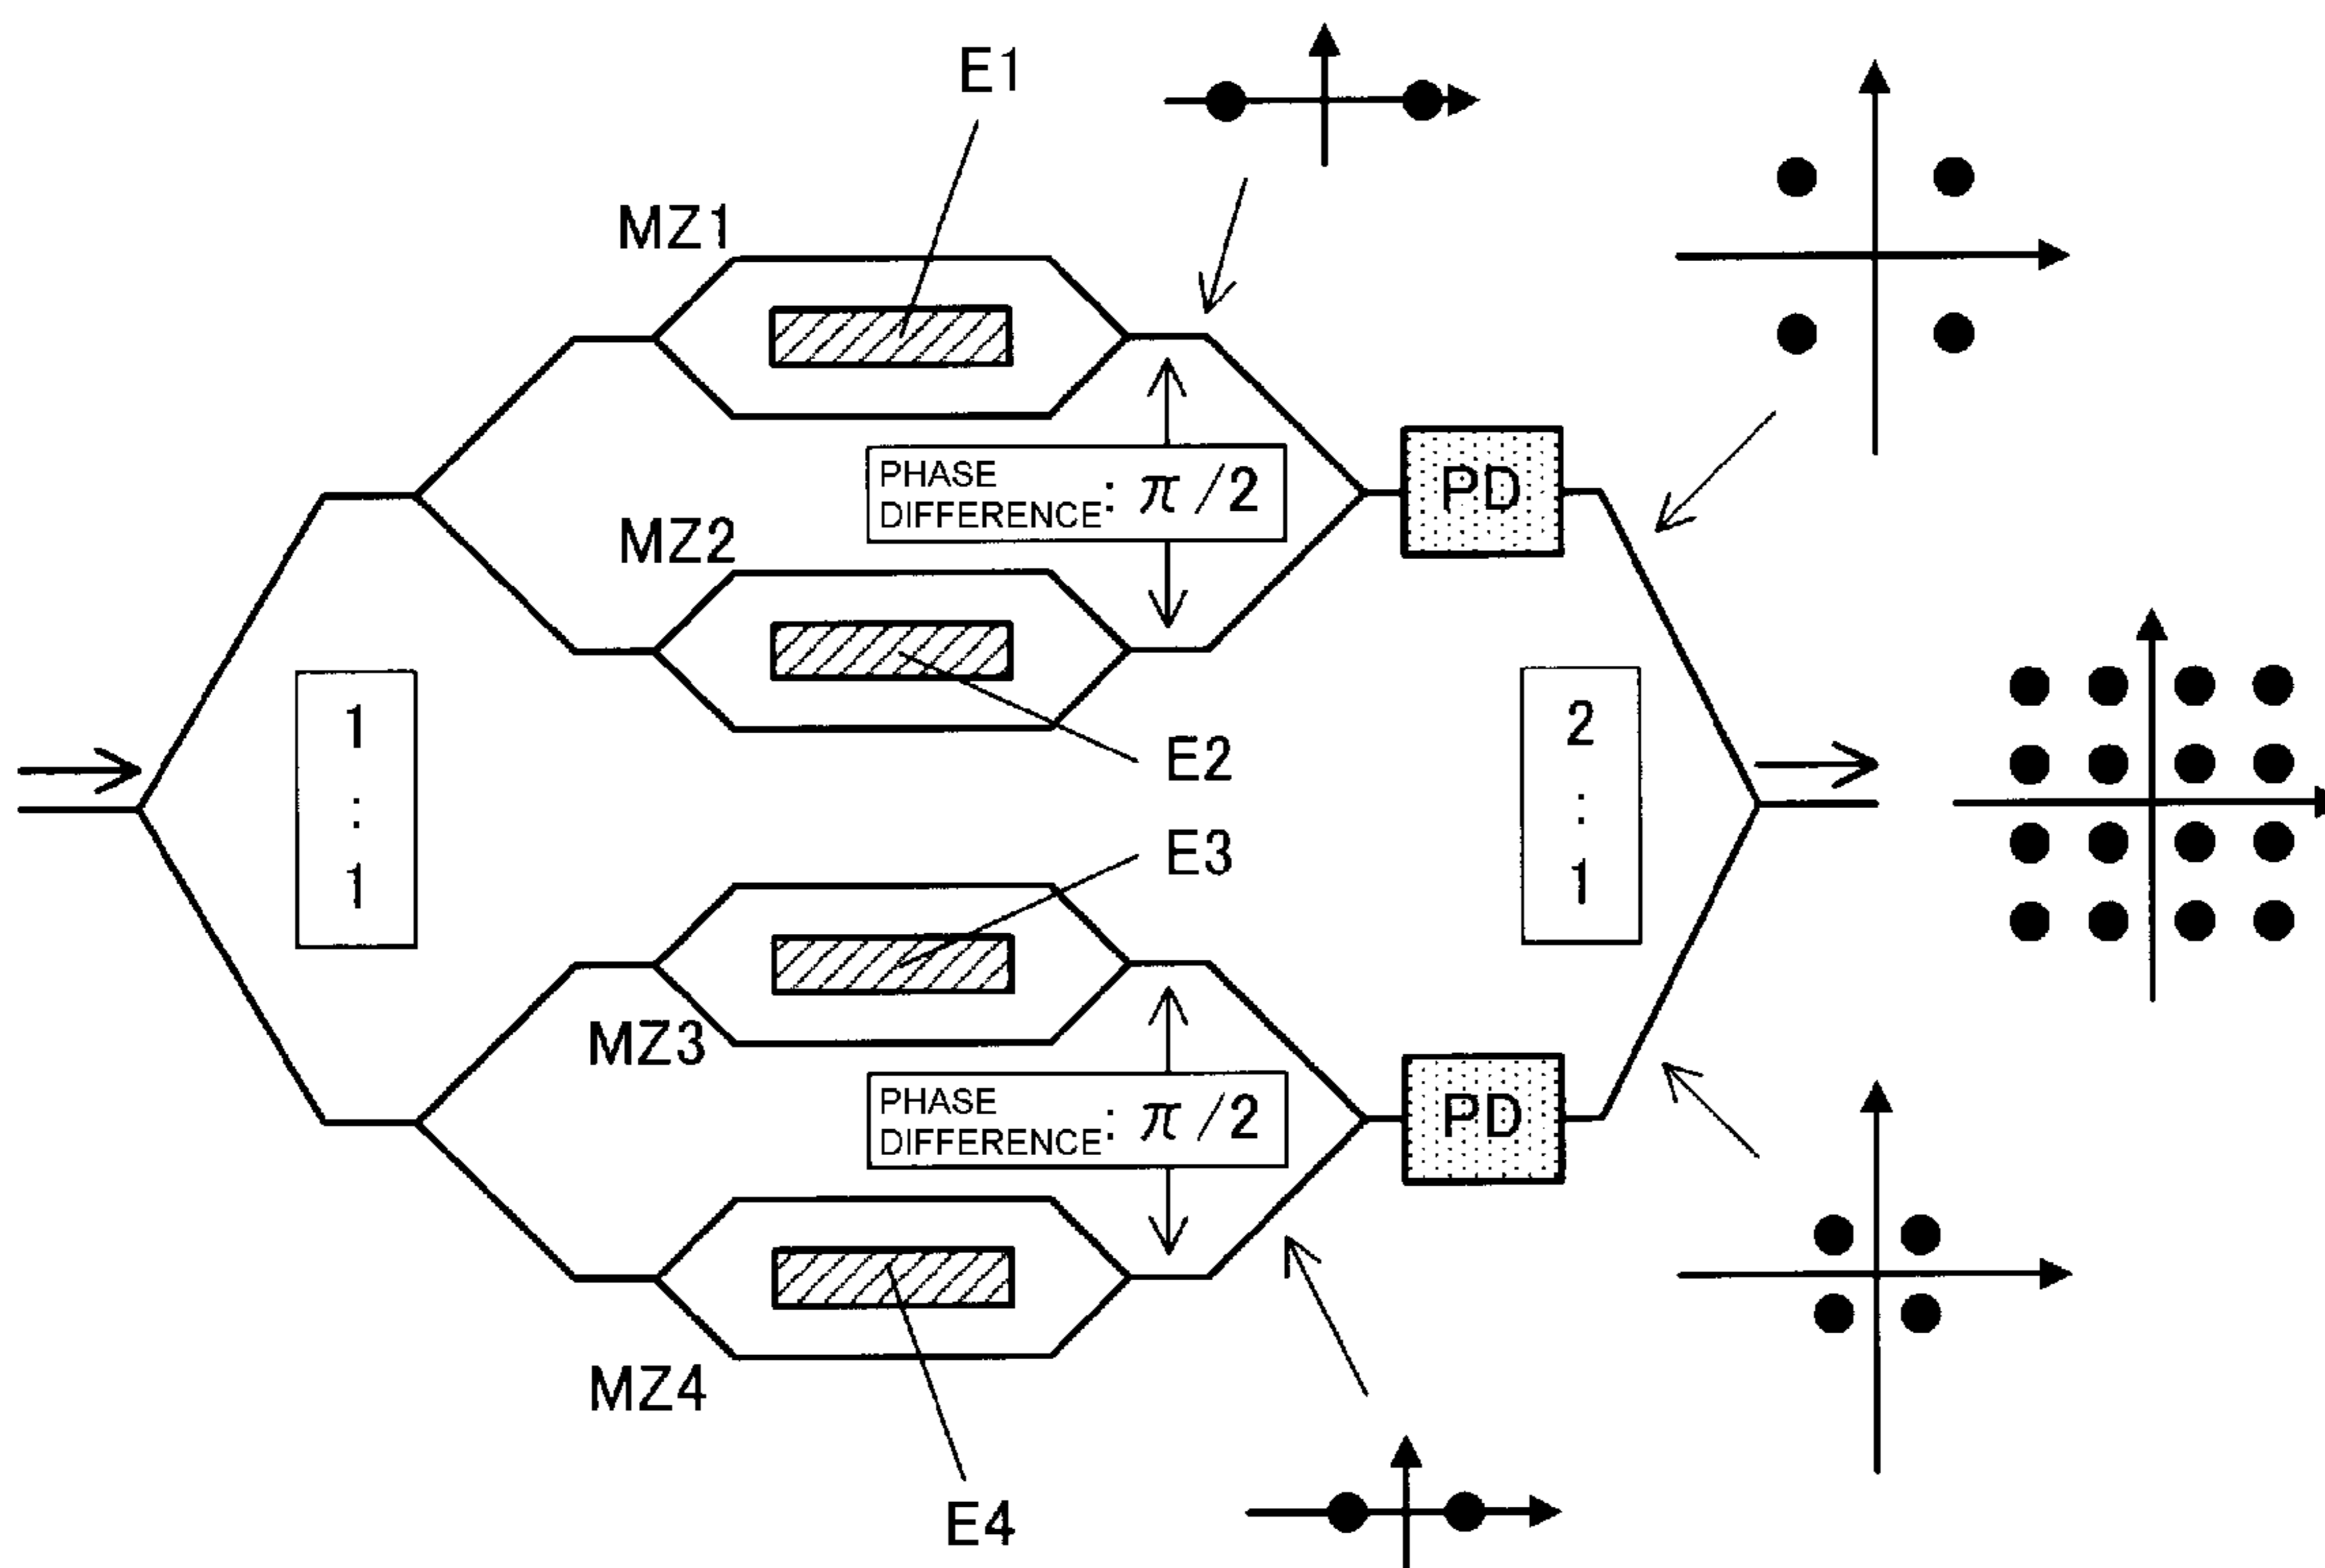 E1
MZ1
PHASE
DIFFERENCE: π/2
PD
MZ2
1
:
1
2
:
1
E2
E3
MZ3
PHASE
DIFFERENCE: π/2
PD
MZ4
E4